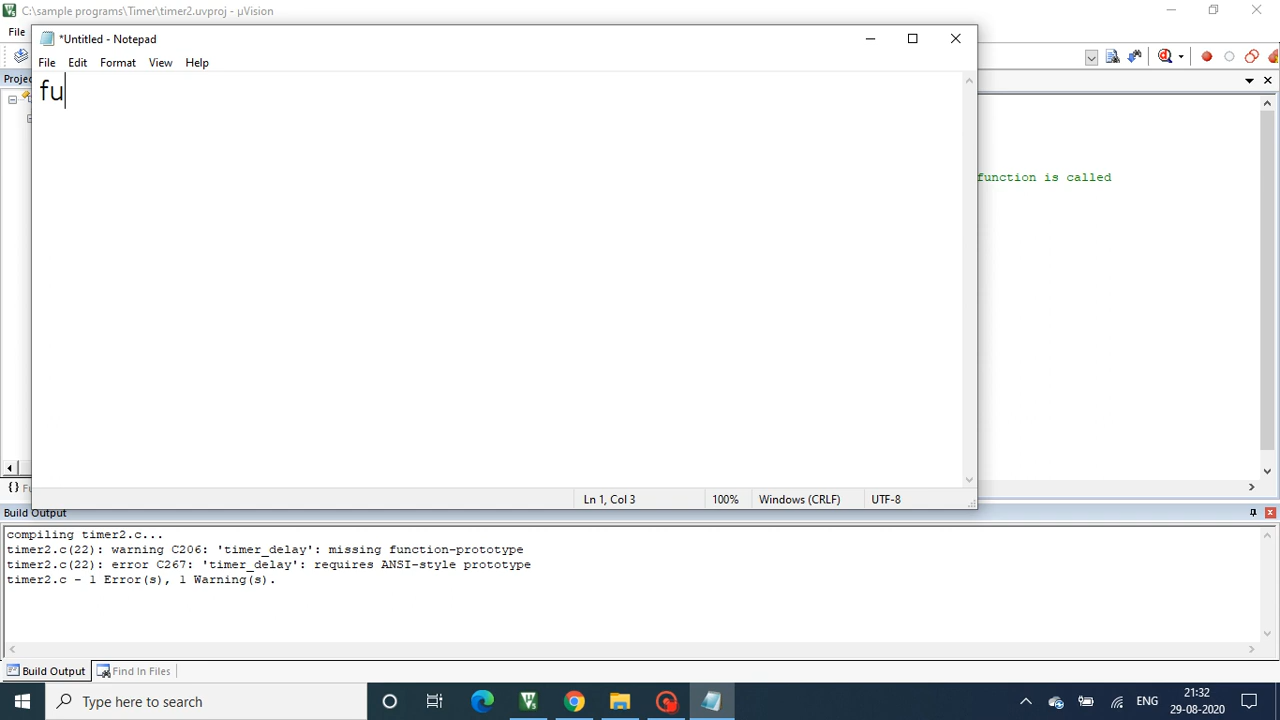 C:\sample programs\Timer\timer2.uvproj - µVision
File
*Untitled - Notepad
File Edit Format View Help
Projec
fu
function is called
Ln 1, Col 3 100% Windows (CRLF) UTF-8
{} Fu
Build Output
compiling timer2.c...
timer2.c(22): warning C206: 'timer_delay': missing function-prototype
timer2.c(22): error C267: 'timer_delay': requires ANSI-style prototype
timer2.c - 1 Error(s), 1 Warning(s).
Build Output Find In Files
Type here to search
ENG
21:32
29-08-2020